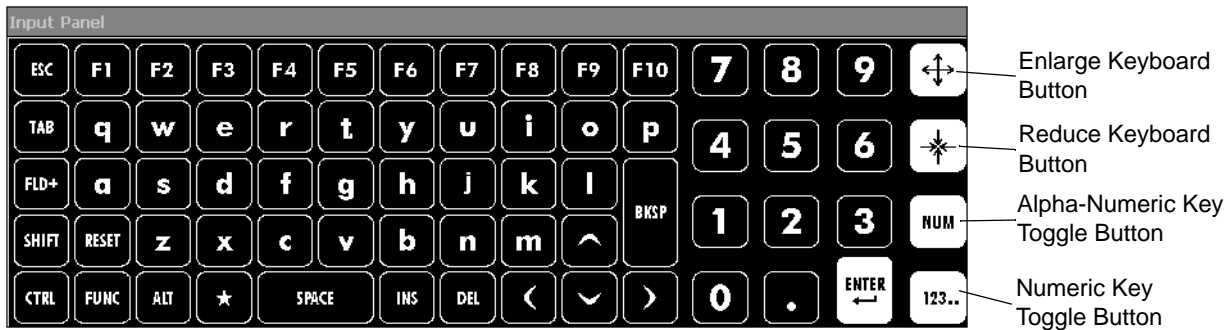 Input Panel
ESC F1 F2 F3 F4 F5 F6 F7 F8 F9 F10 7 8 9
Enlarge Keyboard
Button
TAB q w e r t y u i o p 4 5 6
Reduce Keyboard
Button
FLD+ a s d f g h j k l BKSP 1 2 3 NUM
Alpha-Numeric Key
Toggle Button
SHIFT RESET z x c v b n m
CTRL FUNC ALT SPACE INS DEL 0 . ENTER 123..
Numeric Key
Toggle Button